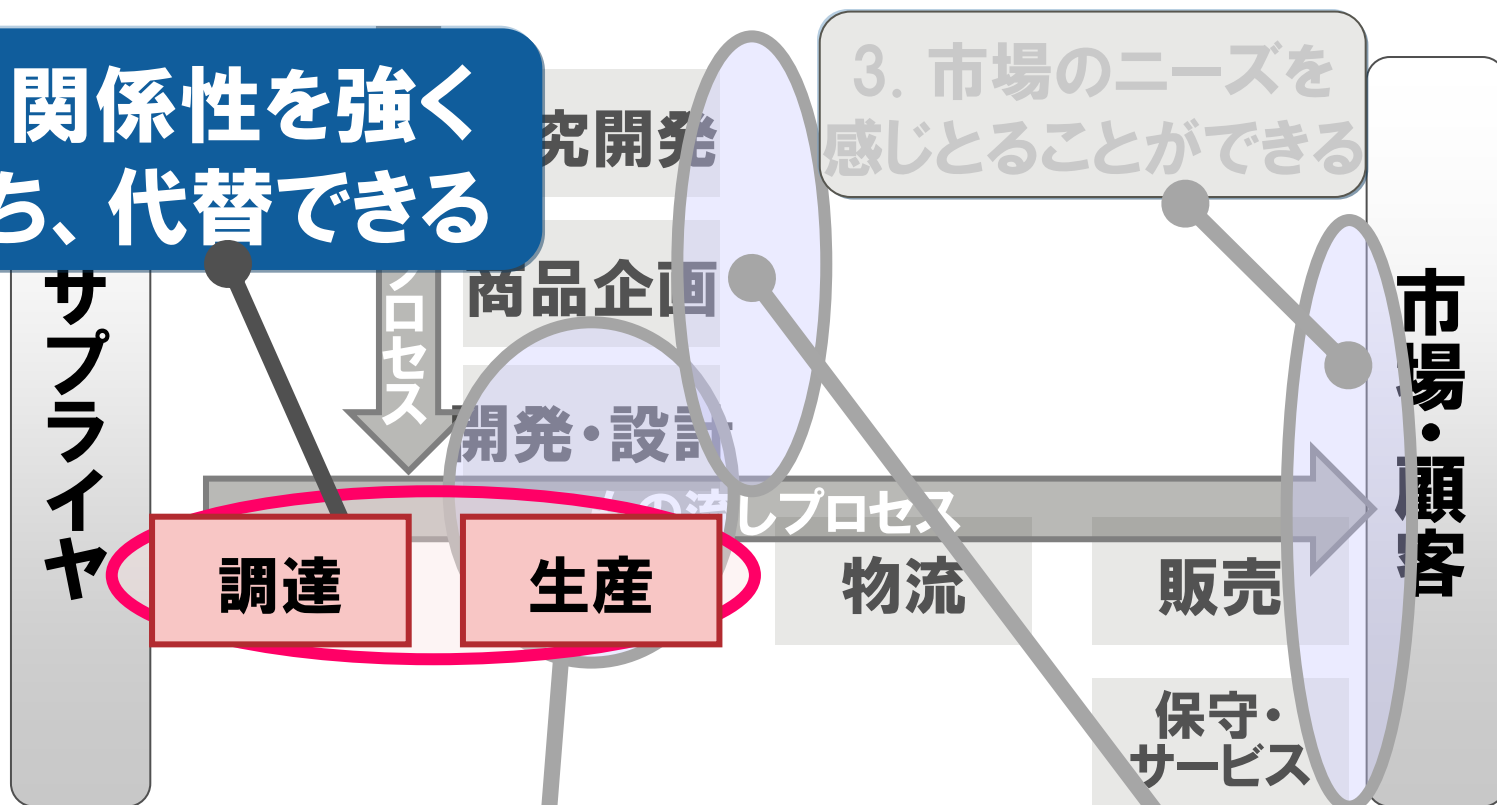 関係性を強く
ち、代替できる
3. 市場のニーズを
感じとることができる
究開発
商品企画
開発・設計
プロセス
の流しプロセス
サプライヤ
調達
生産
物流
販売
保守・
サービス
市場・顧客